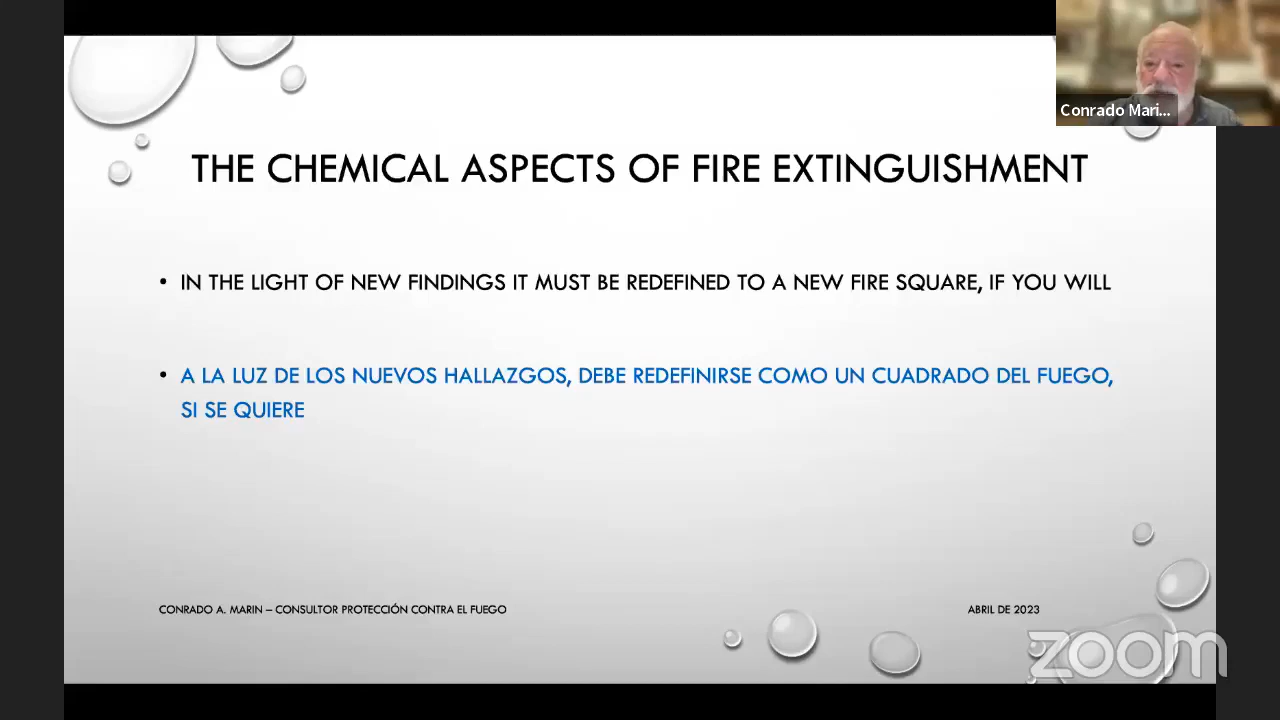 Conrado Mari...
THE CHEMICAL ASPECTS OF FIRE EXTINGUISHMENT
• IN THE LIGHT OF NEW FINDINGS IT MUST BE REDEFINED TO A NEW FIRE SQUARE, IF YOU WILL
• A LA LUZ DE LOS NUEVOS HALLAZGOS, DEBE REDEFINIRSE COMO UN CUADRADO DEL FUEGO,
SI SE QUIERE
CONRADO A. MARIN – CONSULTOR PROTECCIÓN CONTRA EL FUEGO
ABRIL DE 2023
zoom